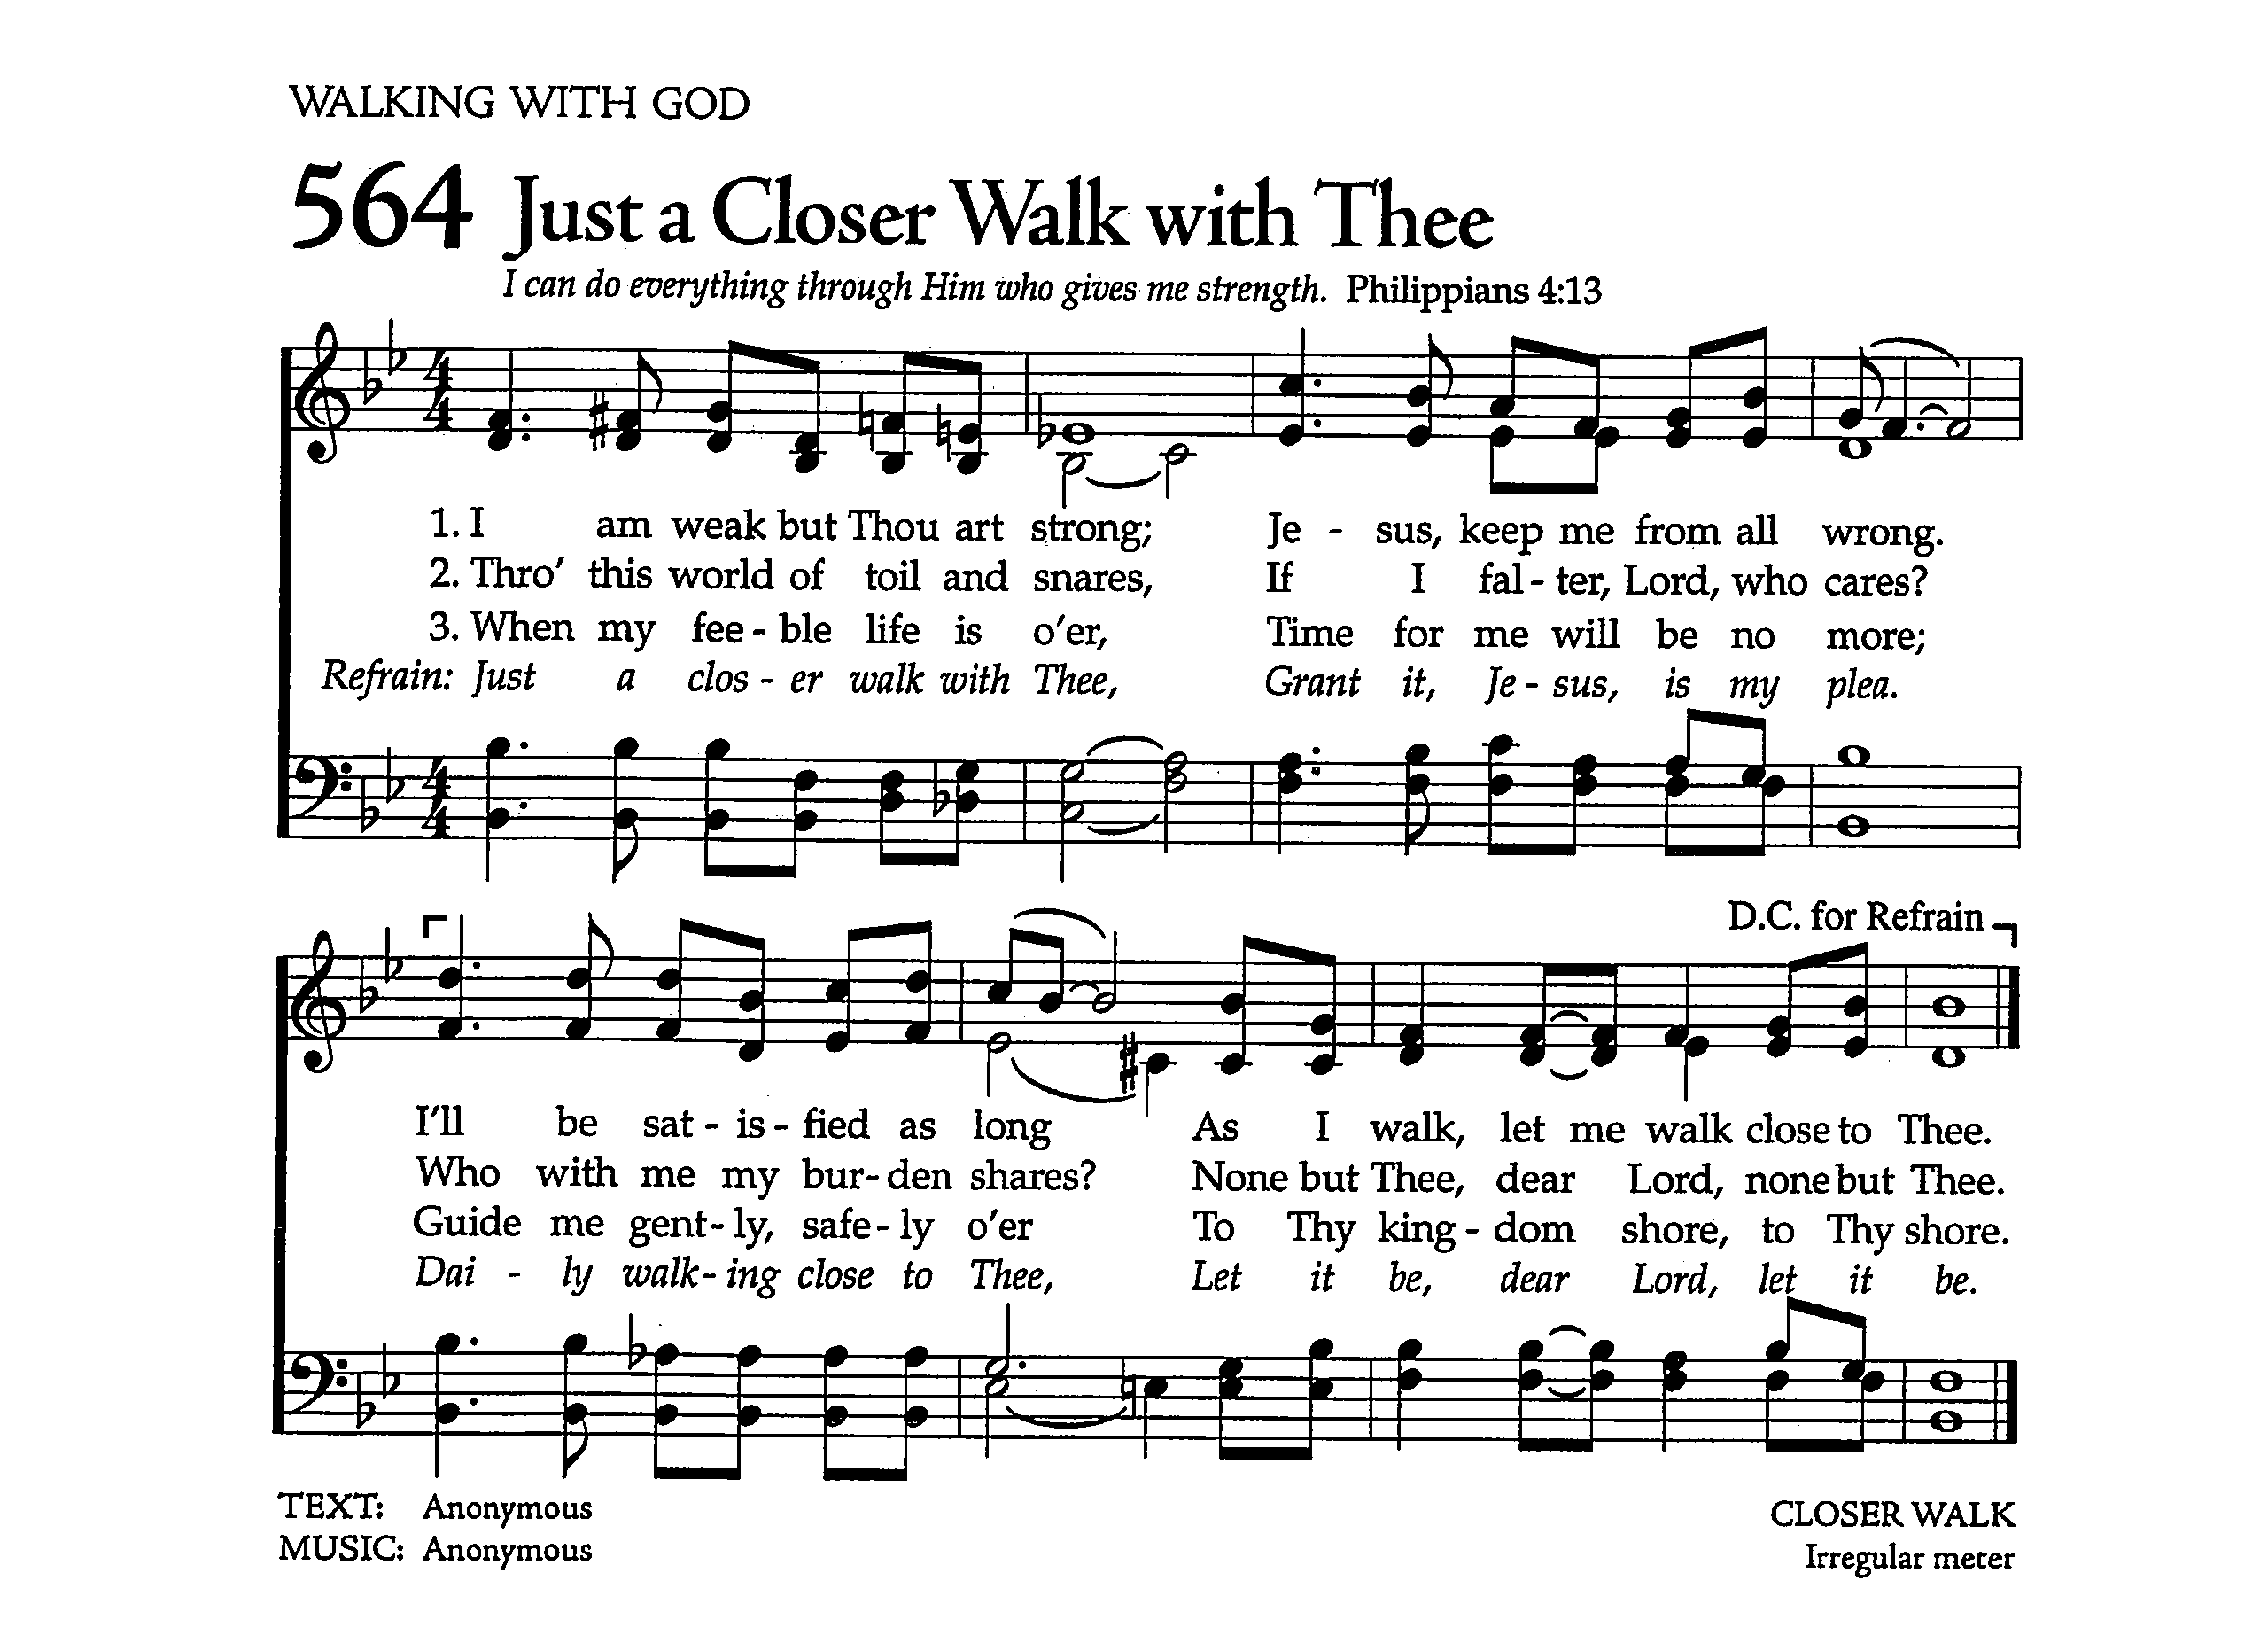 WALKING WITH GOD
564 Just a Closer Walk with Thee
I can do everything through Him who gives me strength. Philippians 4:13
1. I am weak but Thou art strong; Je - sus, keep me from all wrong.
2. Thro' this world of toil and snares, If I fal - ter, Lord, who cares?
3. When my fee - ble life is o'er, Time for me will be no more;
Refrain: Just a clos - er walk with Thee, Grant it, Je - sus, is my plea.
D.C. for Refrain
I'll be sat - is - fied as long As I walk, let me walk close to Thee.
Who with me my bur - den shares? None but Thee, dear Lord, none but Thee.
Guide me gent - ly, safe - ly o'er To Thy king - dom shore, to Thy shore.
Dai - ly walk - ing close to Thee, Let it be, dear Lord, let it be.
TEXT: Anonymous
MUSIC: Anonymous
CLOSER WALK
Irregular meter